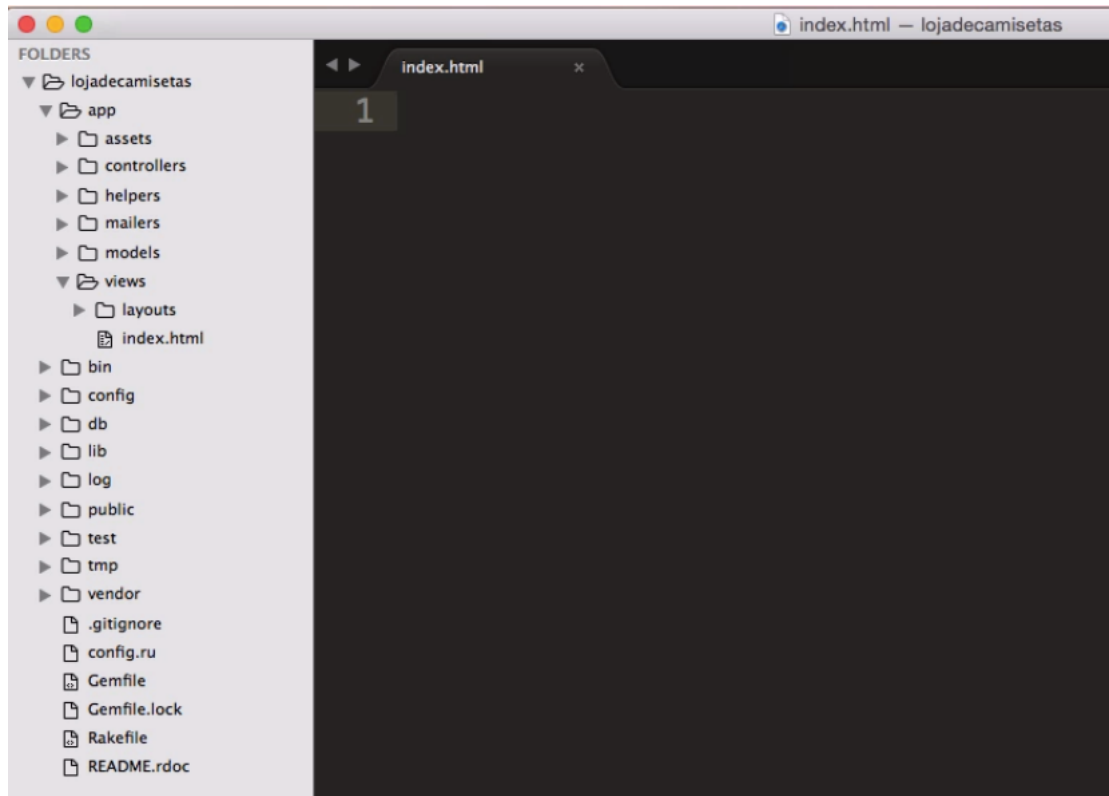 index.html — lojadecamisetas
FOLDERS
lojadecamisetas
app
assets
controllers
helpers
mailers
models
views
layouts
index.html
bin
config
db
lib
log
public
test
tmp
vendor
.gitignore
config.ru
Gemfile
Gemfile.lock
Rakefile
README.rdoc
index.html
1